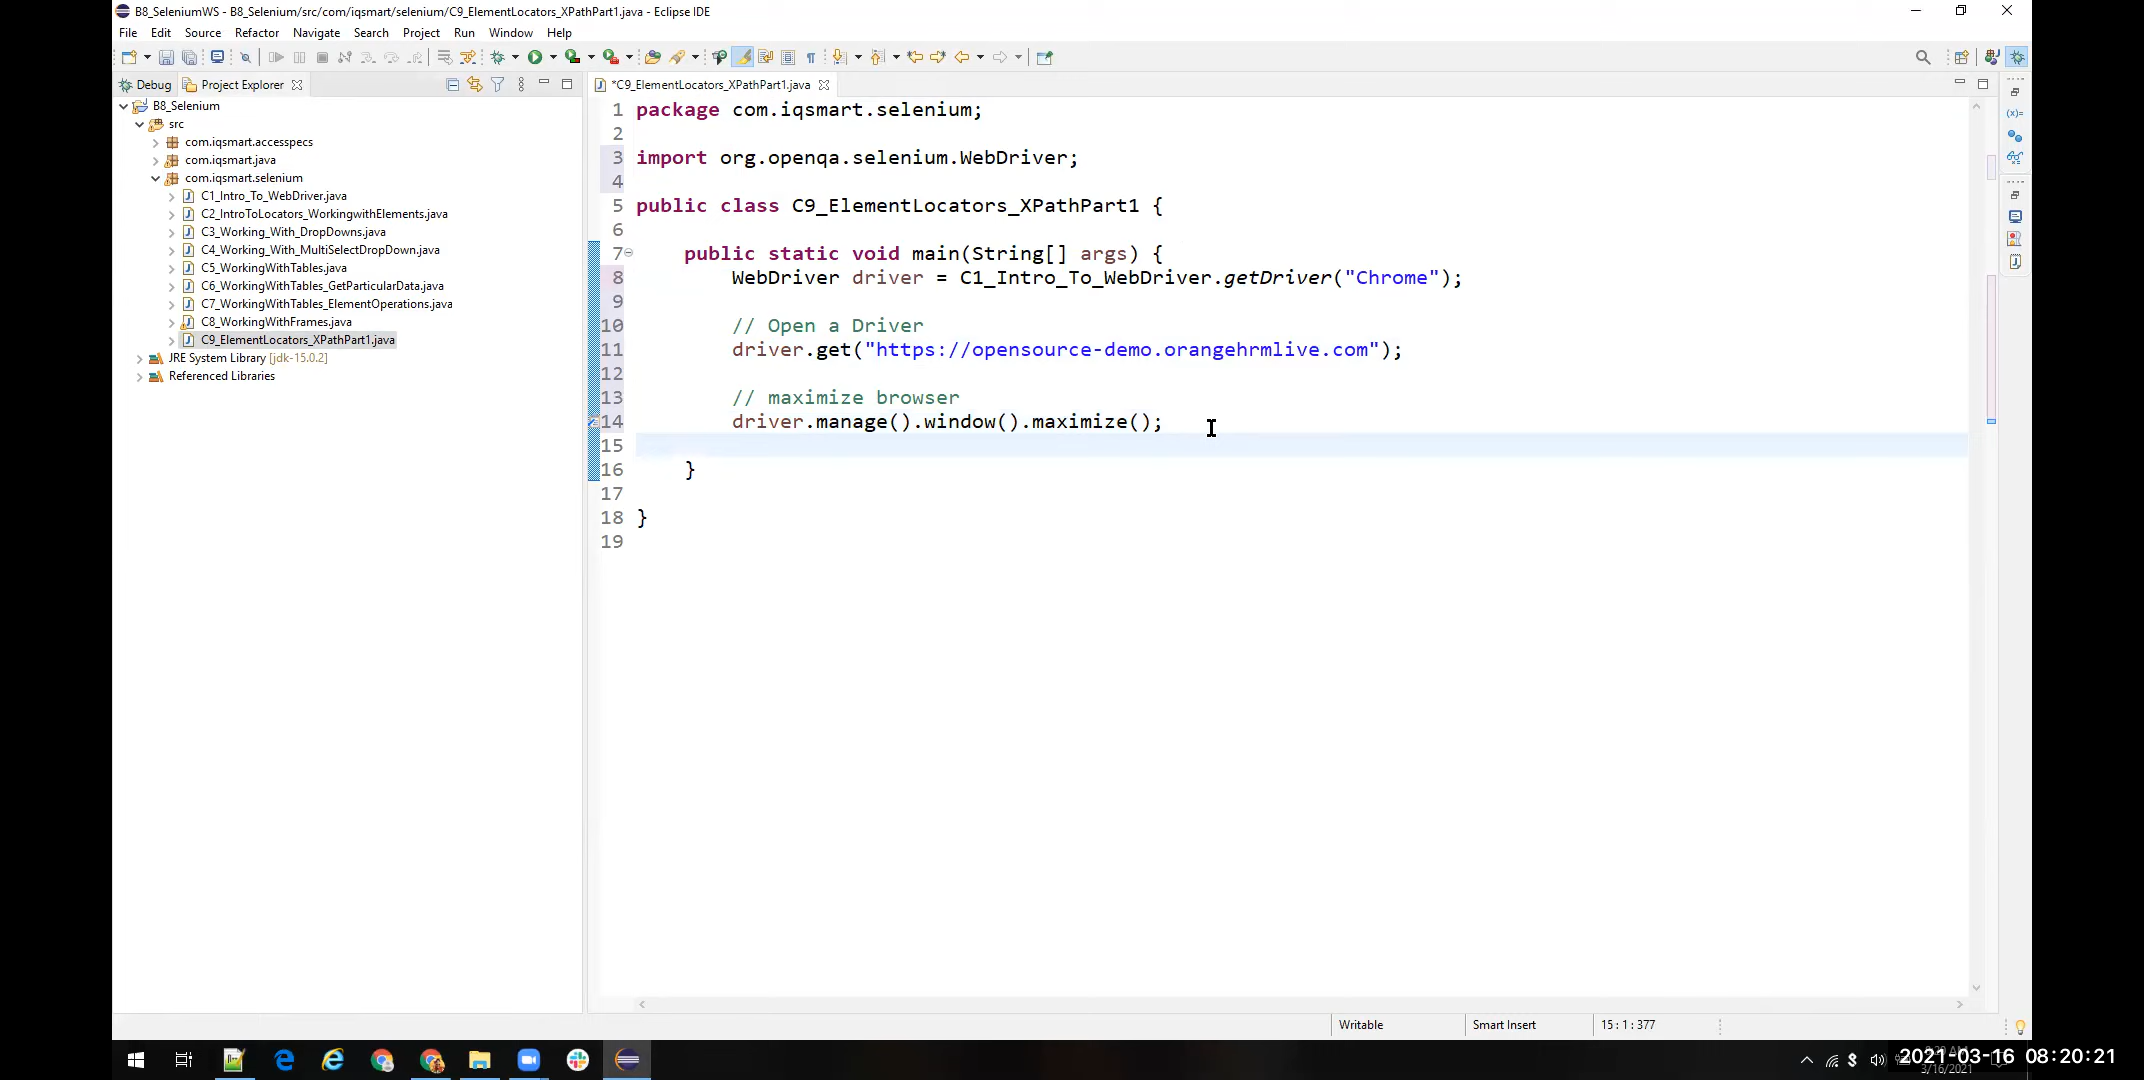 B8_SeleniumWS - B8_Selenium/src/com/iqsmart/selenium/C9_ElementLocators_XPathPart1.java - Eclipse IDE
File Edit Source Refactor Navigate Search Project Run Window Help
Debug Project Explorer
*C9_ElementLocators_XPathPart1.java
B8_Selenium
src
com.iqsmart.accesspecs
com.iqsmart.java
com.iqsmart.selenium
C1_Intro_To_WebDriver.java
C2_IntroToLocators_WorkingwithElements.java
C3_Working_With_DropDowns.java
C4_Working_With_MultiSelectDropDown.java
C5_WorkingWithTables.java
C6_WorkingWithTables_GetParticularData.java
C7_WorkingWithTables_ElementOperations.java
C8_WorkingWithFrames.java
C9_ElementLocators_XPathPart1.java
JRE System Library [jdk-15.0.2]
Referenced Libraries
1 package com.iqsmart.selenium;
2
3 import org.openqa.selenium.WebDriver;
4
5 public class C9_ElementLocators_XPathPart1 {
6
7 public static void main(String[] args) {
8 WebDriver driver = C1_Intro_To_WebDriver.getDriver("Chrome");
9
10 // Open a Driver
11 driver.get("https://opensource-demo.orangehrmlive.com");
12
13 // maximize browser
14 driver.manage().window().maximize();
15
16 }
17
18 }
19
Writable Smart Insert 15 : 1 : 377
2021-03-16 08:20:21
3/16/2021